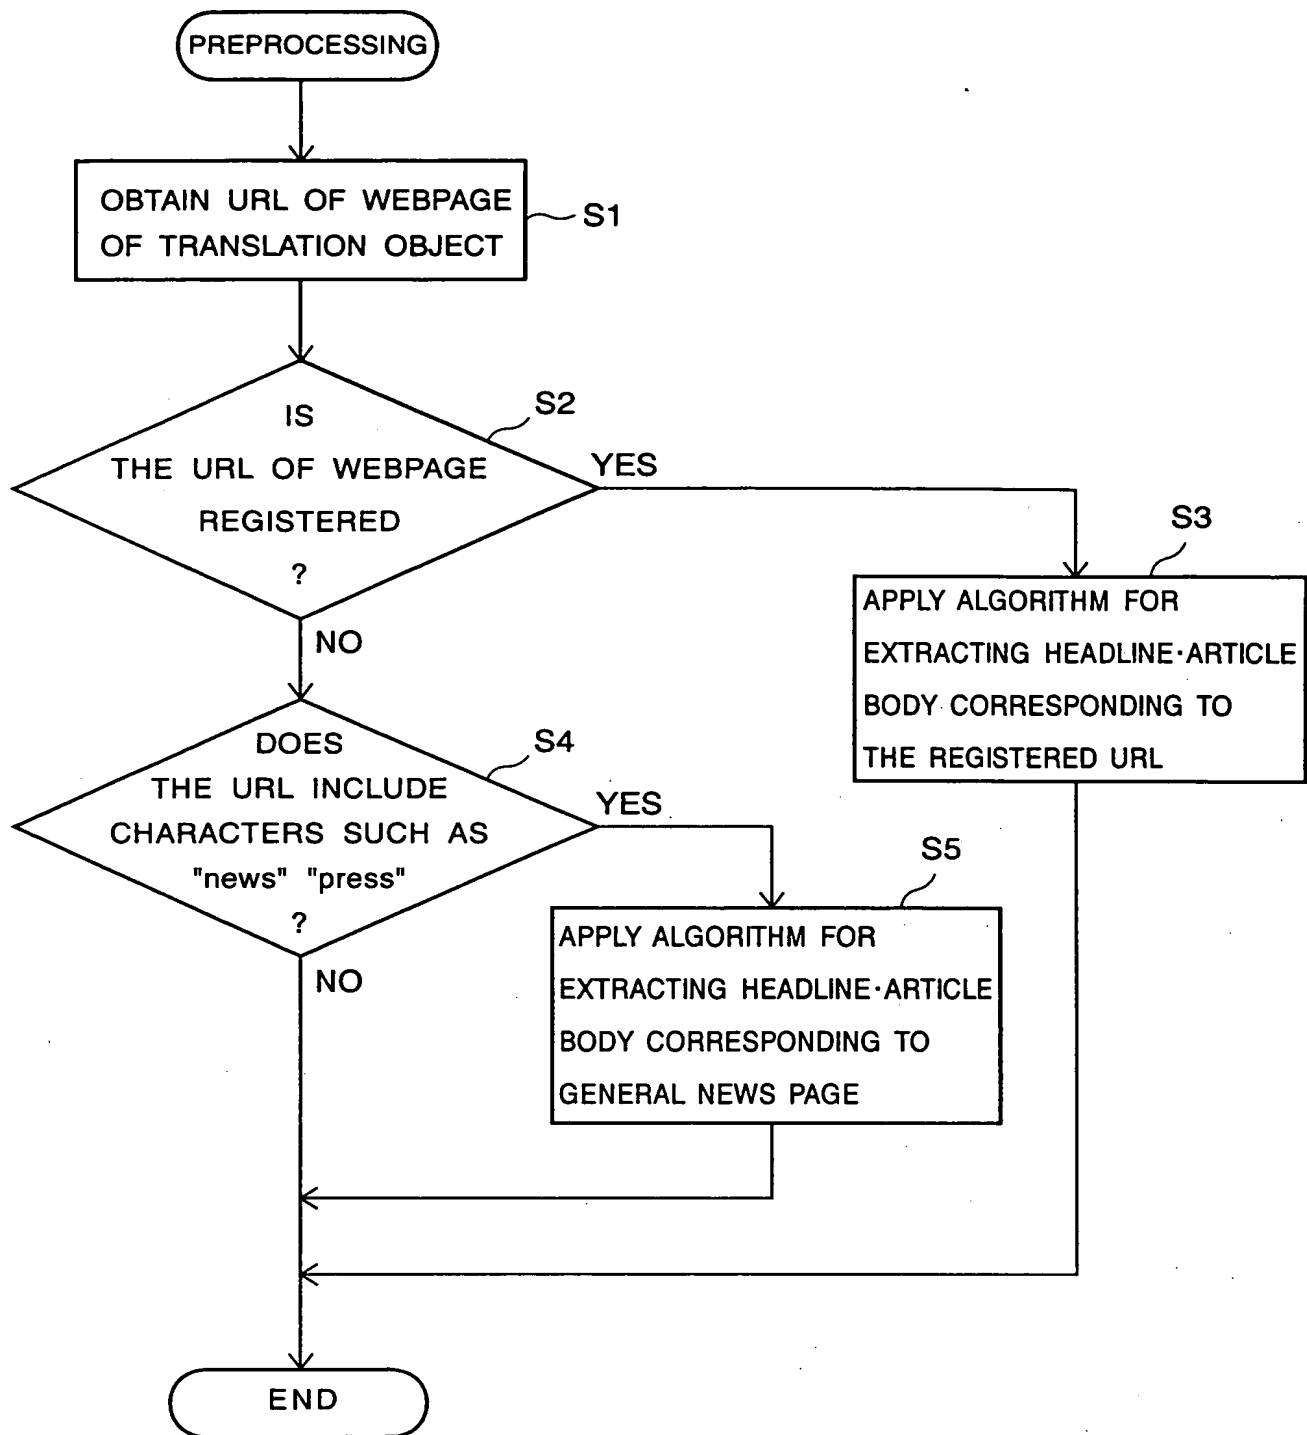 PREPROCESSING
OBTAIN URL OF WEBPAGE
OF TRANSLATION OBJECT
S1
IS
THE URL OF WEBPAGE
REGISTERED
?
S2
YES
NO
S3
APPLY ALGORITHM FOR
EXTRACTING HEADLINE·ARTICLE
BODY CORRESPONDING TO
THE REGISTERED URL
DOES
THE URL INCLUDE
CHARACTERS SUCH AS
"news" "press"
?
S4
YES
NO
S5
APPLY ALGORITHM FOR
EXTRACTING HEADLINE·ARTICLE
BODY CORRESPONDING TO
GENERAL NEWS PAGE
END